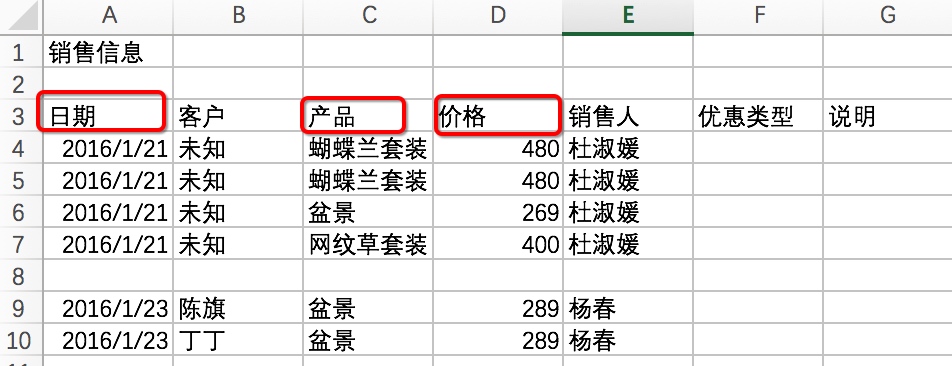 A B C D E F G
1 销售信息
2
3 日期 客户 产品 价格 销售人 优惠类型 说明
4 2016/1/21 未知 蝴蝶兰套装 480 杜淑媛
5 2016/1/21 未知 蝴蝶兰套装 480 杜淑媛
6 2016/1/21 未知 盆景 269 杜淑媛
7 2016/1/21 未知 网纹草套装 400 杜淑媛
8
9 2016/1/23 陈旗 盆景 289 杨春
10 2016/1/23 丁丁 盆景 289 杨春